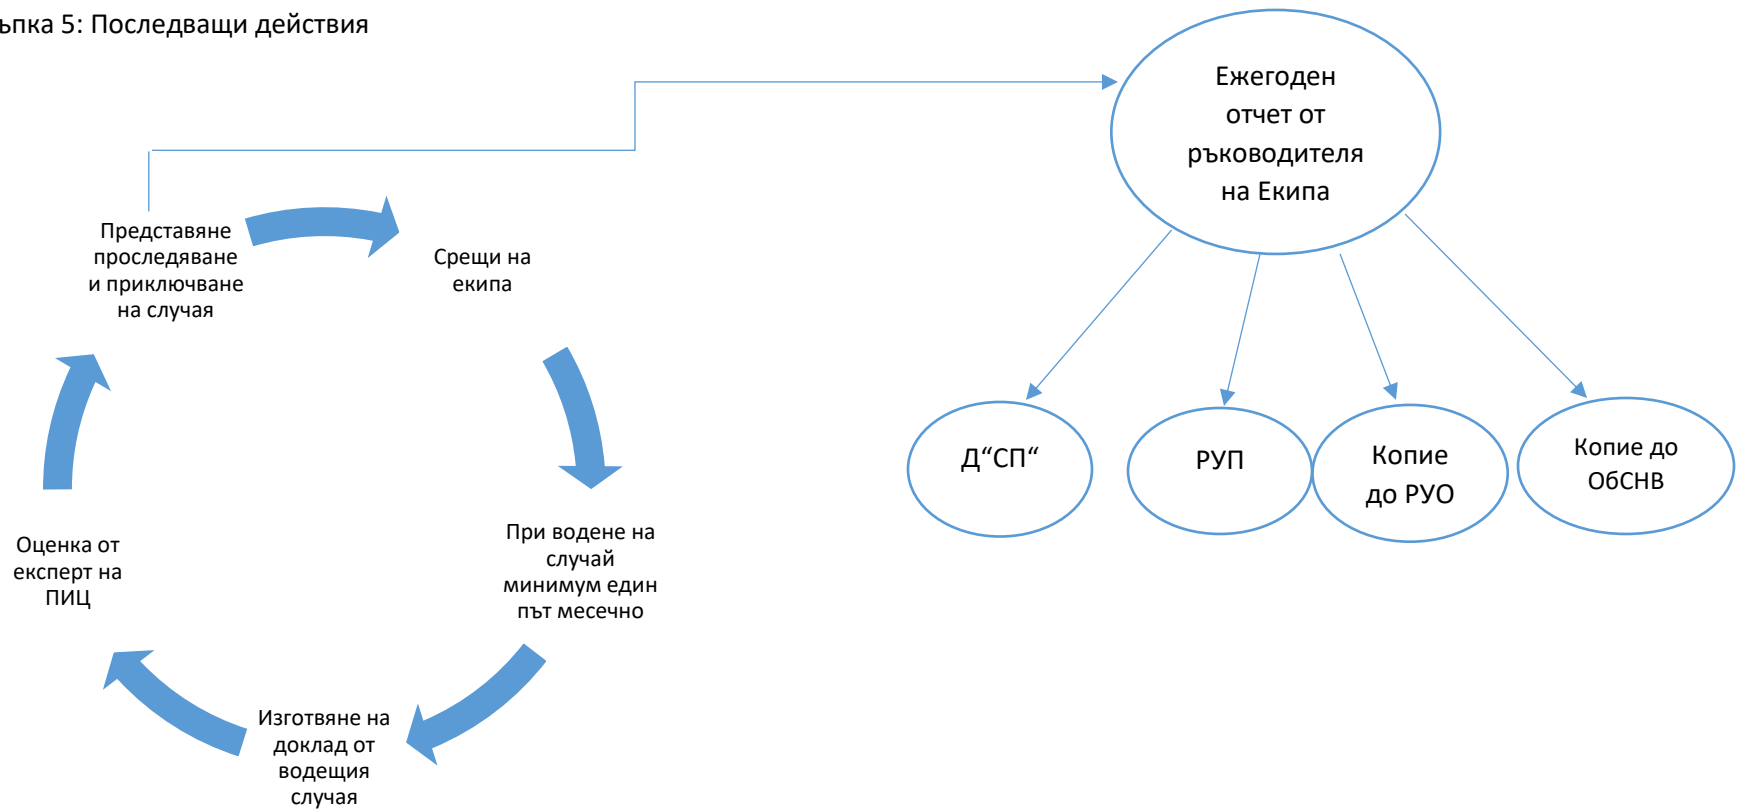 ъпка 5: Последващи действия
Ежегоден
отчет от
ръководителя
на Екипа
Представяне
проследяване
и приключване
на случая
Срещи на
екипа
При водене на
случай
минимум един
път месечно
Изготвяне на
доклад от
водещия
случая
Оценка от
експерт на
ПИЦ
Д“СП“
РУП
Копие
до РУО
Копие до
ОбСНВ